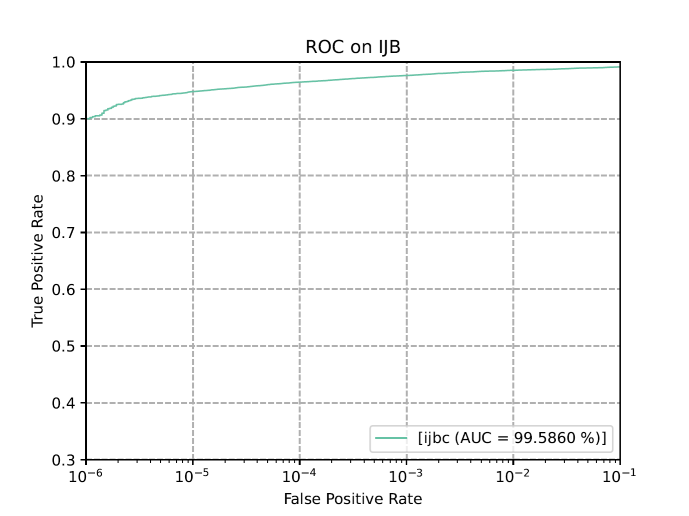 ROC on IJB
1.0
0.9
0.8
0.7
0.6
0.5
0.4
0.3
True Positive Rate
[ijbc (AUC = 99.5860 %)]
10⁻⁶ 10⁻⁵ 10⁻⁴ 10⁻³ 10⁻² 10⁻¹
False Positive Rate